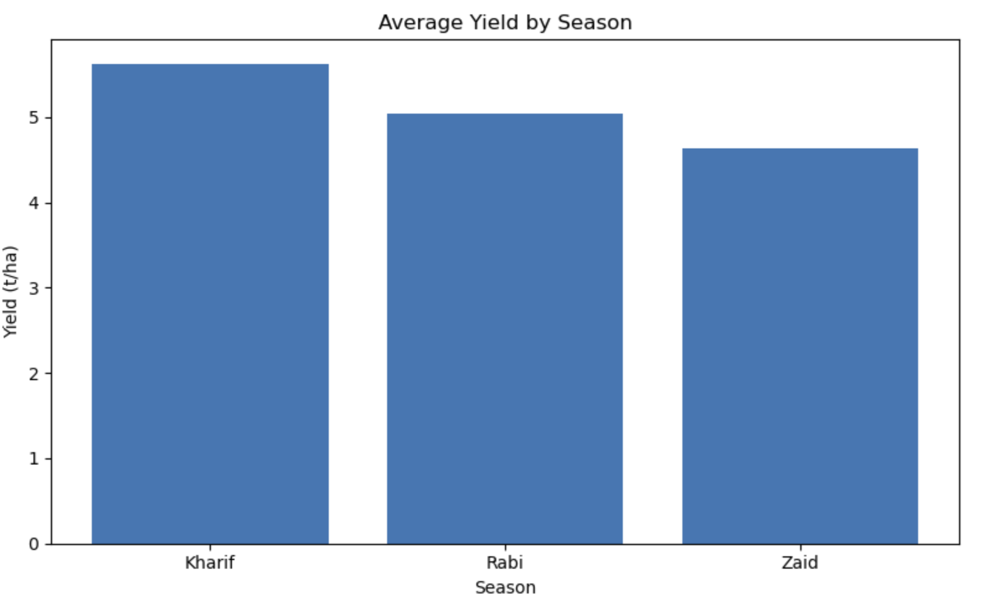 Average Yield by Season
Yield (t/ha)
5
4
3
2
1
0
Kharif
Rabi
Zaid
Season